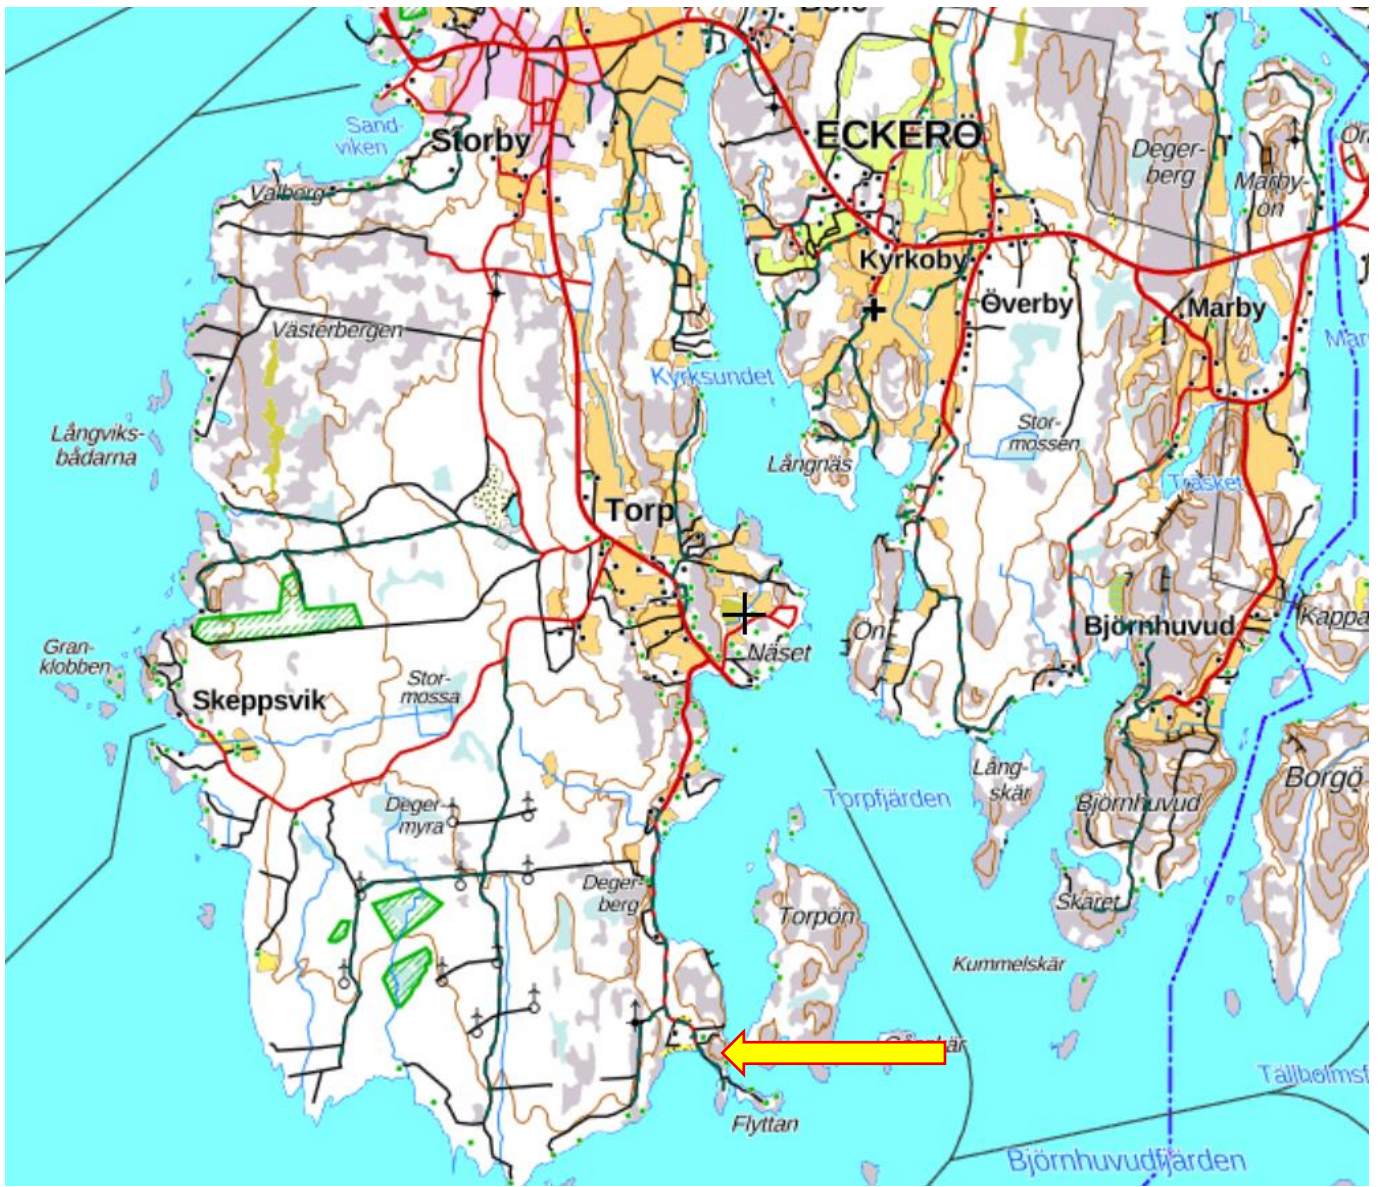 Storby
Sand-
viken
ECKERÖ
Deger-
berg
Marby-
ön
Valborg
Kyrkoby
Överby
Marby
Västerbergen
Kyrksundet
Långviks-
bådarna
Långnäs
Stor-
mossen
Träsket
Torp
Gran-
klobben
Skeppsvik
Stor-
mossa
Näset
Ön
Björnhuvud
Kappa
Deger-
myra
Torpfjärden
Lång-
skär
Björnhuvud
Borgö
Deger-
berg
Torpön
Skäret
Kummelskär
Flyttan
Tällholmsf
Björnhuvudfjärden